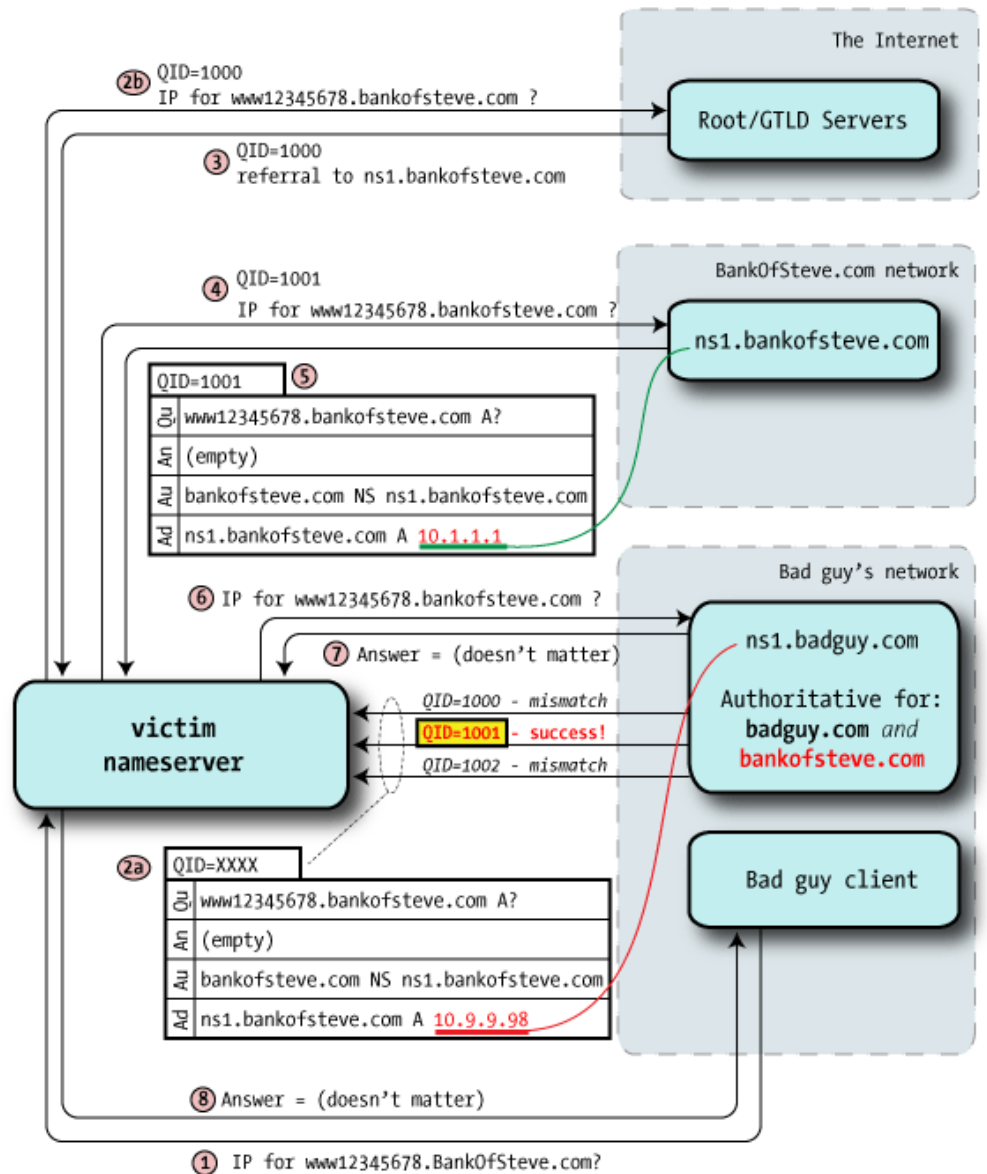 The Internet
2b QID=1000
IP for www12345678.bankofsteve.com ?
Root/GTLD Servers
3 QID=1000
referral to ns1.bankofsteve.com
BankOfSteve.com network
4 QID=1001
IP for www12345678.bankofsteve.com ?
ns1.bankofsteve.com
QID=1001 5
Qu www12345678.bankofsteve.com A?
An (empty)
Au bankofsteve.com NS ns1.bankofsteve.com
Ad ns1.bankofsteve.com A 10.1.1.1
Bad guy's network
6 IP for www12345678.bankofsteve.com ?
7 Answer = (doesn't matter)
ns1.badguy.com
Authoritative for:
badguy.com and
bankofsteve.com
QID=1000 - mismatch
QID=1001 - success!
QID=1002 - mismatch
victim
nameserver
2a QID=XXXX
Qu www12345678.bankofsteve.com A?
An (empty)
Au bankofsteve.com NS ns1.bankofsteve.com
Ad ns1.bankofsteve.com A 10.9.9.98
Bad guy client
8 Answer = (doesn't matter)
1 IP for www12345678.BankOfSteve.com?